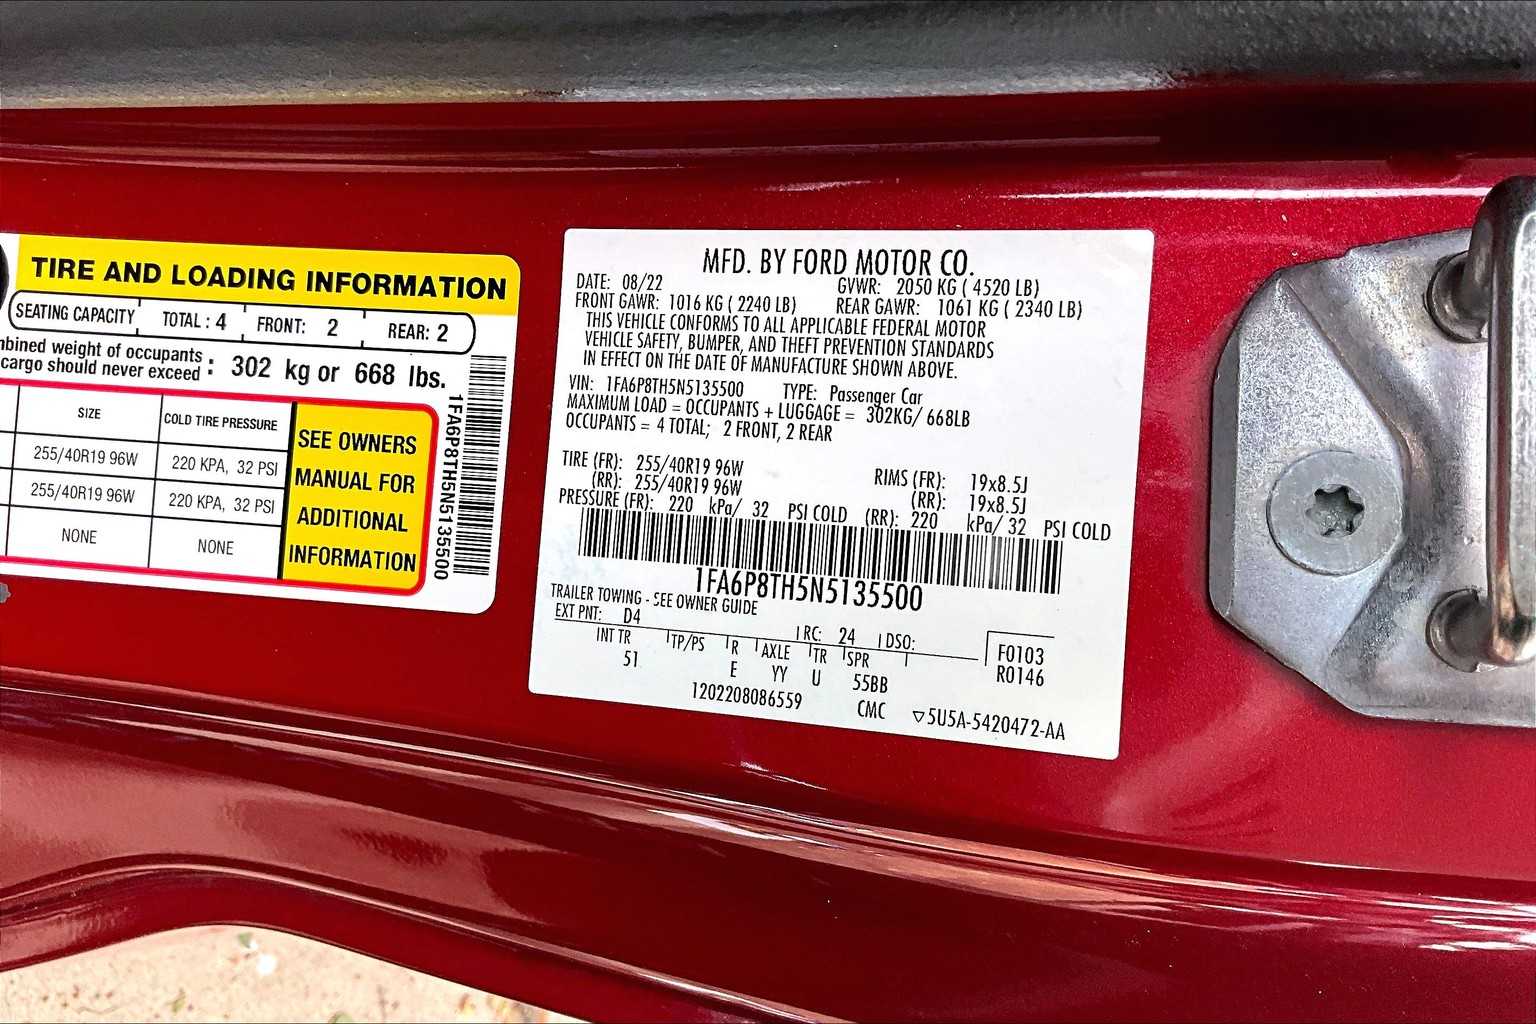 TIRE AND LOADING INFORMATION
SEATING CAPACITY TOTAL : 4 FRONT: 2 REAR: 2
weight of occupants
cargo should never exceed : 302 kg or 668 lbs.
SIZE COLD TIRE PRESSURE
255/40R19 96W 220 KPA, 32 PSI
255/40R19 96W 220 KPA, 32 PSI
NONE NONE
SEE OWNERS
MANUAL FOR
ADDITIONAL
INFORMATION
1FA6P8TH5N5135500
MFD. BY FORD MOTOR CO.
DATE: 08/22 GVWR: 2050 KG ( 4520 LB)
FRONT GAWR: 1016 KG ( 2240 LB) REAR GAWR: 1061 KG ( 2340 LB)
THIS VEHICLE CONFORMS TO ALL APPLICABLE FEDERAL MOTOR
VEHICLE SAFETY, BUMPER, AND THEFT PREVENTION STANDARDS
IN EFFECT ON THE DATE OF MANUFACTURE SHOWN ABOVE.
VIN: 1FA6P8TH5N5135500 TYPE: Passenger Car
MAXIMUM LOAD = OCCUPANTS + LUGGAGE = 302KG/ 668LB
OCCUPANTS = 4 TOTAL; 2 FRONT, 2 REAR
TIRE (FR): 255/40R19 96W RIMS (FR): 19x8.5J
(RR): 255/40R19 96W (RR): 19x8.5J
PRESSURE (FR): 220 kPa/ 32 PSI COLD (RR): 220 kPa/ 32 PSI COLD
1FA6P8TH5N5135500
TRAILER TOWING - SEE OWNER GUIDE
EXT PNT: D4 RC: 24 DSO:
INT TR TP/PS R AXLE TR SPR
51 E YY U 55BB
F0103
R0146
1202208086559 CMC ▽5U5A-5420472-AA